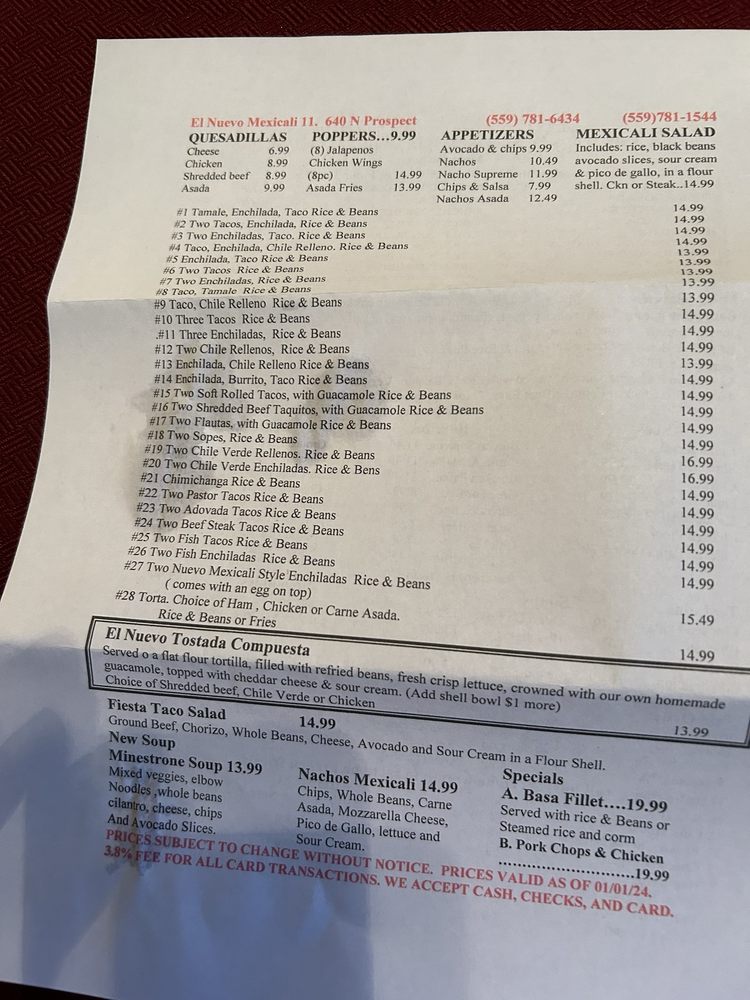 El Nuevo Mexicali 11. 640 N Prospect (559) 781-6434 (559)781-1544
QUESADILLAS
Cheese 6.99
Chicken 8.99
Shredded beef 8.99
Asada 9.99
POPPERS...9.99
(8) Jalapenos
Chicken Wings
(8pc) 14.99
Asada Fries 13.99
APPETIZERS
Avocado & chips 9.99
Nachos 10.49
Nacho Supreme 11.99
Chips & Salsa 7.99
Nachos Asada 12.49
MEXICALI SALAD
Includes: rice, black beans
avocado slices, sour cream
& pico de gallo, in a flour
shell. Ckn or Steak..14.99
#1 Tamale, Enchilada, Taco Rice & Beans 14.99
#2 Two Tacos, Enchilada, Rice & Beans 14.99
#3 Two Enchiladas, Taco. Rice & Beans 14.99
#4 Taco, Enchilada, Chile Relleno. Rice & Beans 14.99
#5 Enchilada, Taco Rice & Beans 13.99
#6 Two Tacos Rice & Beans 13.99
#7 Two Enchiladas, Rice & Beans 13.99
#8 Taco, Tamale Rice & Beans 13.99
#9 Taco, Chile Relleno Rice & Beans 13.99
#10 Three Tacos Rice & Beans 14.99
.#11 Three Enchiladas, Rice & Beans 14.99
#12 Two Chile Rellenos, Rice & Beans 14.99
#13 Enchilada, Chile Relleno Rice & Beans 13.99
#14 Enchilada, Burrito, Taco Rice & Beans 14.99
#15 Two Soft Rolled Tacos, with Guacamole Rice & Beans 14.99
#16 Two Shredded Beef Taquitos, with Guacamole Rice & Beans 14.99
#17 Two Flautas, with Guacamole Rice & Beans 14.99
#18 Two Sopes, Rice & Beans 14.99
#19 Two Chile Verde Rellenos. Rice & Beans 16.99
#20 Two Chile Verde Enchiladas. Rice & Bens 16.99
#21 Chimichanga Rice & Beans 14.99
#22 Two Pastor Tacos Rice & Beans 14.99
#23 Two Adovada Tacos Rice & Beans 14.99
#24 Two Beef Steak Tacos Rice & Beans 14.99
#25 Two Fish Tacos Rice & Beans 14.99
#26 Two Fish Enchiladas Rice & Beans 14.99
#27 Two Nuevo Mexicali Style Enchiladas Rice & Beans
( comes with an egg on top) 15.49
#28 Torta. Choice of Ham , Chicken or Carne Asada.
Rice & Beans or Fries 14.99
El Nuevo Tostada Compuesta
Served o a flat flour tortilla, filled with refried beans, fresh crisp lettuce, crowned with our own homemade
guacamole, topped with cheddar cheese & sour cream. (Add shell bowl $1 more)
Choice of Shredded beef, Chile Verde or Chicken 13.99
Fiesta Taco Salad 14.99
Ground Beef, Chorizo, Whole Beans, Cheese, Avocado and Sour Cream in a Flour Shell.
New Soup
Minestrone Soup 13.99
Mixed veggies, elbow
Noodles ,whole beans
cilantro, cheese, chips
And Avocado Slices.
Nachos Mexicali 14.99
Chips, Whole Beans, Carne
Asada, Mozzarella Cheese,
Pico de Gallo, lettuce and
Sour Cream.
Specials
A. Basa Fillet....19.99
Served with rice & Beans or
Steamed rice and corm
B. Pork Chops & Chicken
............................19.99
PRICES SUBJECT TO CHANGE WITHOUT NOTICE. PRICES VALID AS OF 01/01/24.
3.8% FEE FOR ALL CARD TRANSACTIONS. WE ACCEPT CASH, CHECKS, AND CARD.